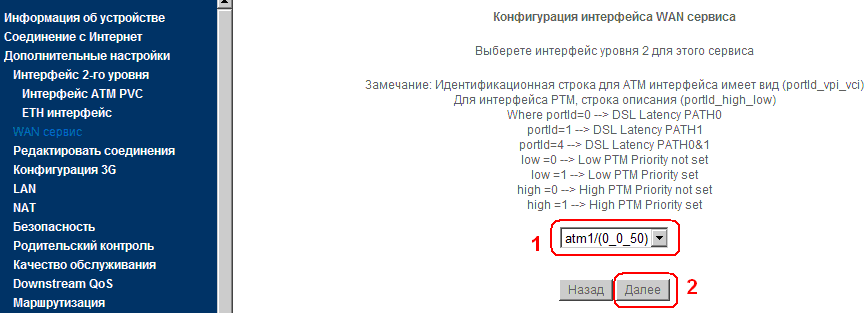 Информация об устройстве
Соединение с Интернет
Дополнительные настройки
Интерфейс 2-го уровня
Интерфейс ATM PVC
ETH интерфейс
WAN сервис
Редактировать соединения
Конфигурация 3G
LAN
NAT
Безопасность
Родительский контроль
Качество обслуживания
Downstream QoS
Маршрутизация
Конфигурация интерфейса WAN сервиса
Выберете интерфейс уровня 2 для этого сервиса
Замечание: Идентификационная строка для ATM интерфейса имеет вид (portId_vpi_vci)
Для интерфейса PTM, строка описания (portId_high_low)
Where portId=0 --> DSL Latency PATH0
portId=1 --> DSL Latency PATH1
portId=4 --> DSL Latency PATH0&1
low =0 --> Low PTM Priority not set
low =1 --> Low PTM Priority set
high =0 --> High PTM Priority not set
high =1 --> High PTM Priority set
1
atm1/(0_0_50)
Назад
Далее
2